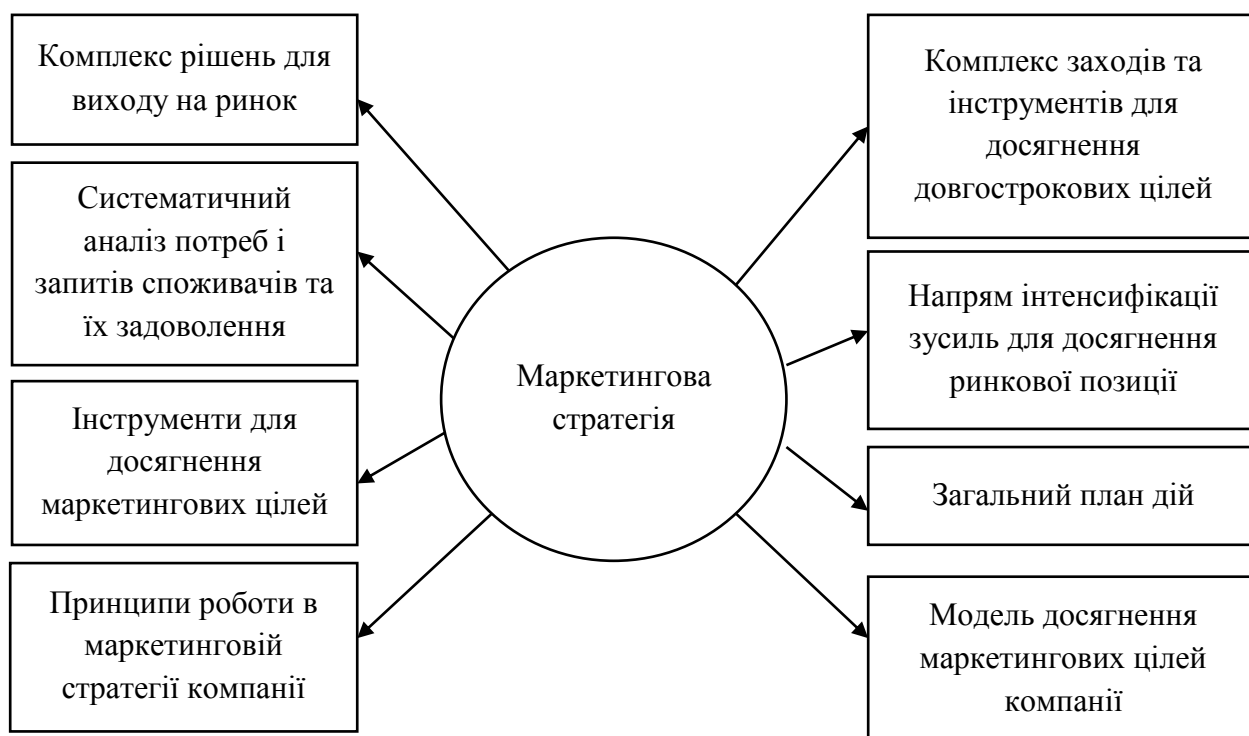 Комплекс рішень для
виходу на ринок
Систематичний
аналіз потреб і
запитів споживачів та
їх задоволення
Інструменти для
досягнення
маркетингових цілей
Принципи роботи в
маркетинговій
стратегії компанії
Маркетингова
стратегія
Комплекс заходів та
інструментів для
досягнення
довгострокових цілей
Напрям інтенсифікації
зусиль для досягнення
ринкової позиції
Загальний план дій
Модель досягнення
маркетингових цілей
компанії